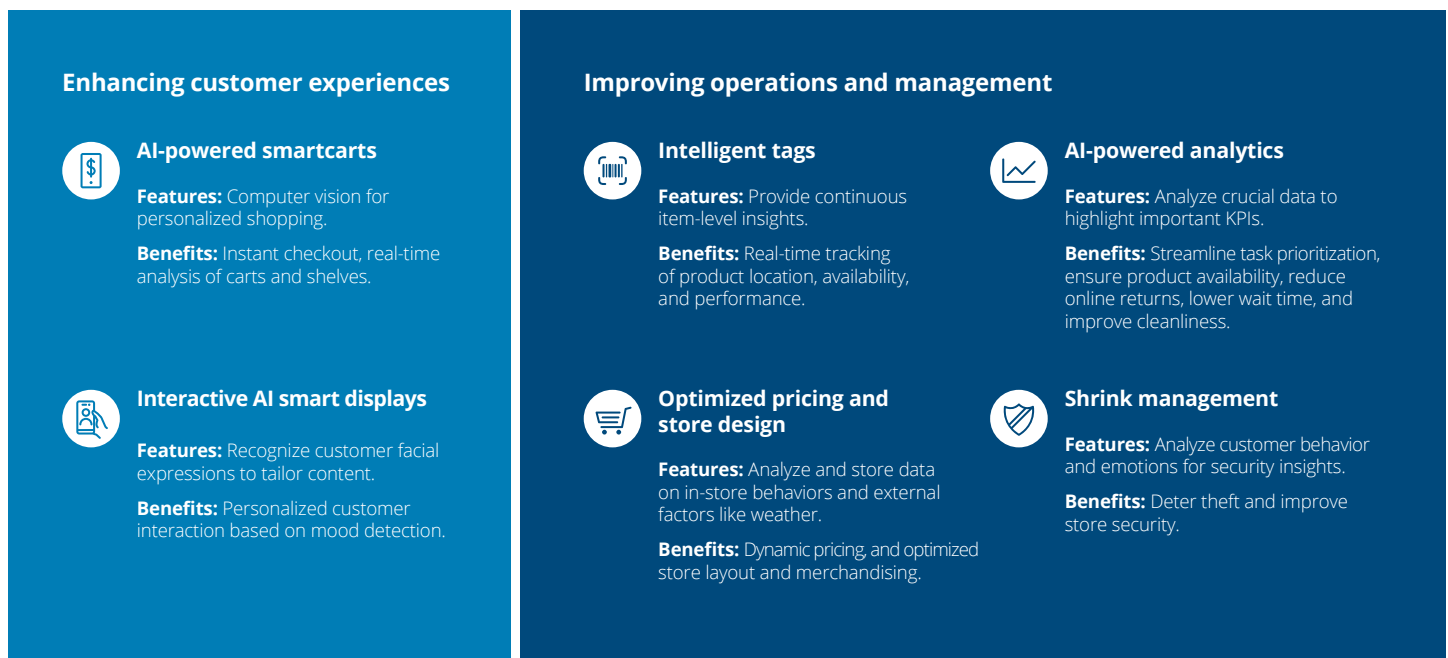 Enhancing customer experiences
AI-powered smartcarts
Features: Computer vision for
personalized shopping.
Benefits: Instant checkout, real-time
analysis of carts and shelves.
Interactive AI smart displays
Features: Recognize customer facial
expressions to tailor content.
Benefits: Personalized customer
interaction based on mood detection.
Improving operations and management
Intelligent tags
Features: Provide continuous
item-level insights.
Benefits: Real-time tracking
of product location, availability,
and performance.
AI-powered analytics
Features: Analyze crucial data to
highlight important KPIs.
Benefits: Streamline task prioritization,
ensure product availability, reduce
online returns, lower wait time, and
improve cleanliness.
Optimized pricing and
store design
Features: Analyze and store data
on in-store behaviors and external
factors like weather.
Benefits: Dynamic pricing, and optimized
store layout and merchandising.
Shrink management
Features: Analyze customer behavior
and emotions for security insights.
Benefits: Deter theft and improve
store security.